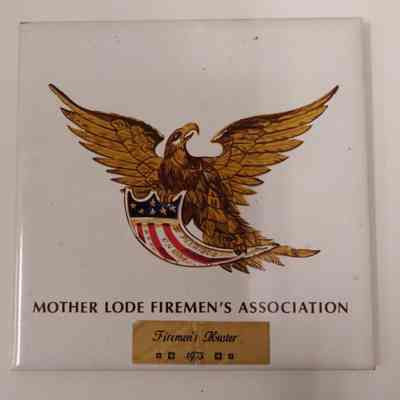 MOTHER LODE FIREMEN'S ASSOCIATION
Firemen's Muster
1973